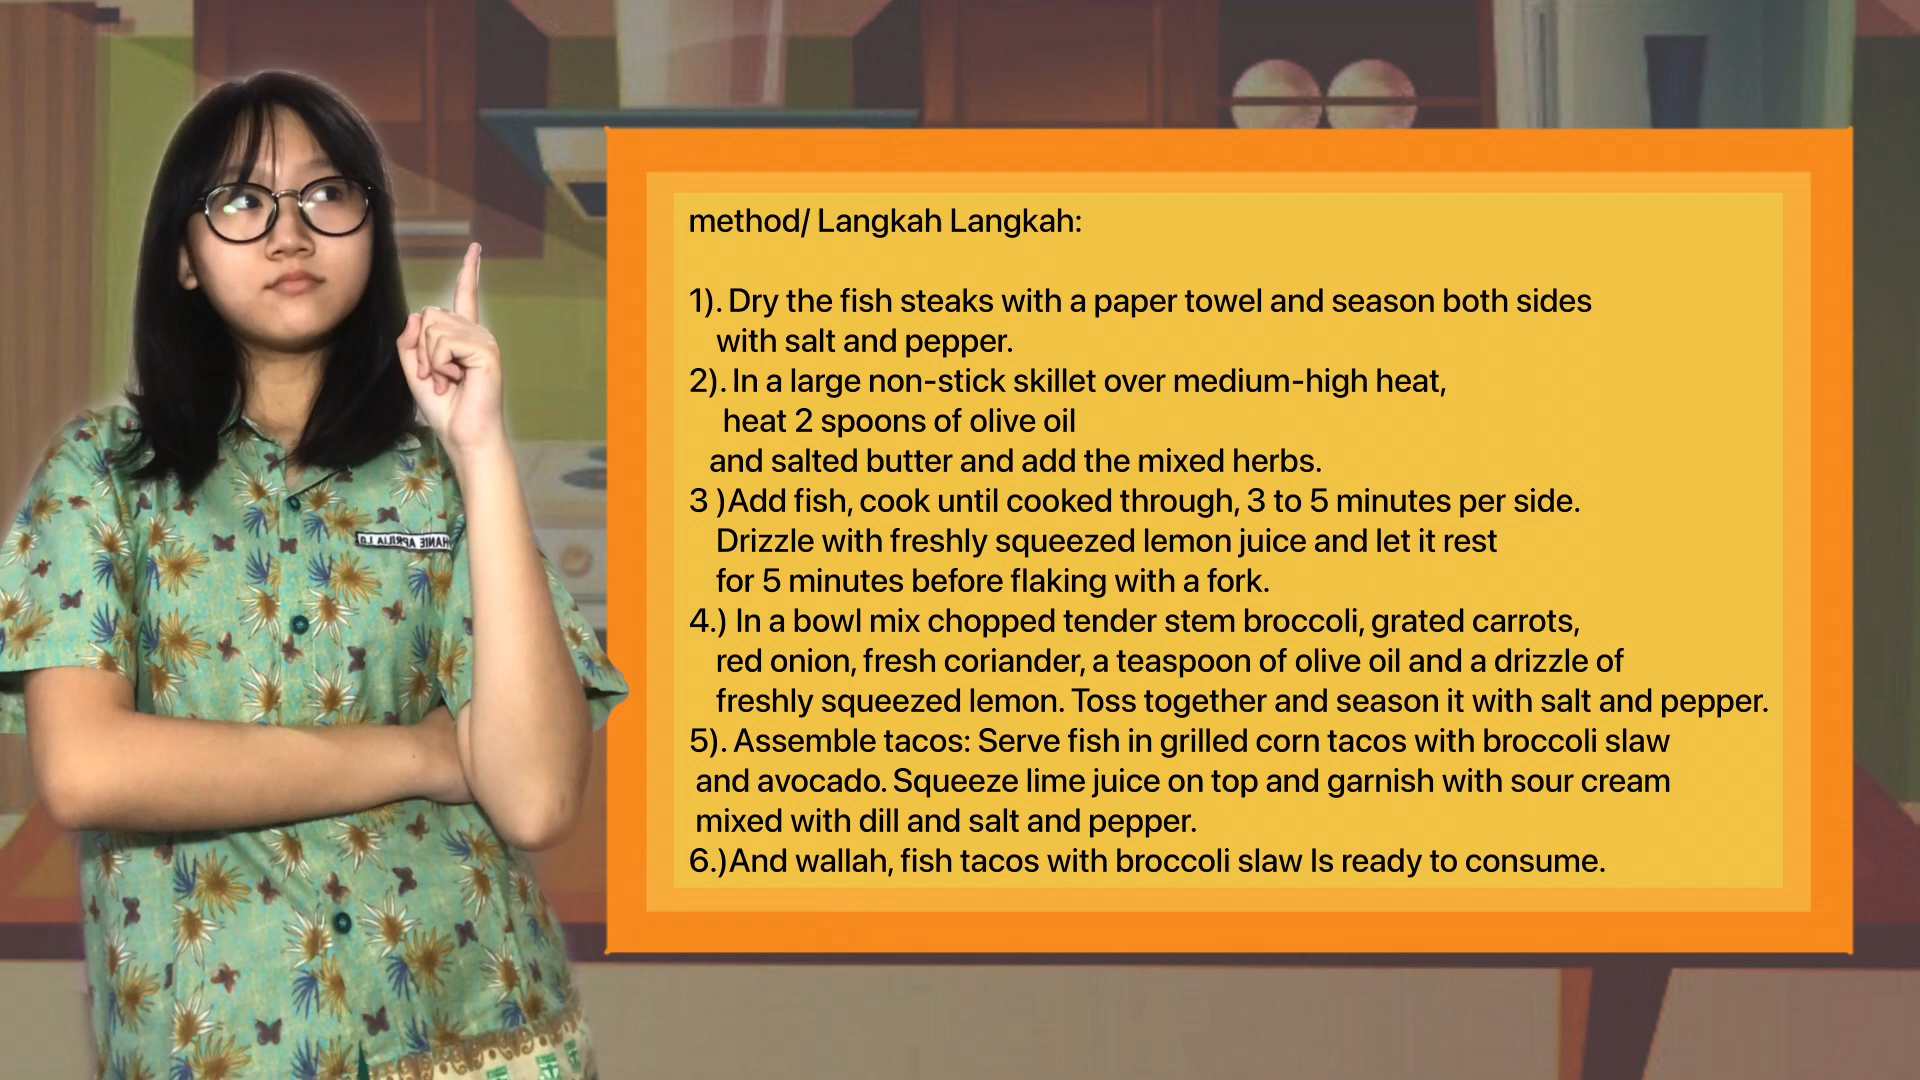 method/ Langkah Langkah:
1). Dry the fish steaks with a paper towel and season both sides
with salt and pepper.
2). In a large non-stick skillet over medium-high heat,
heat 2 spoons of olive oil
and salted butter and add the mixed herbs.
3 )Add fish, cook until cooked through, 3 to 5 minutes per side.
Drizzle with freshly squeezed lemon juice and let it rest
for 5 minutes before flaking with a fork.
4.) In a bowl mix chopped tender stem broccoli, grated carrots,
red onion, fresh coriander, a teaspoon of olive oil and a drizzle of
freshly squeezed lemon. Toss together and season it with salt and pepper.
5). Assemble tacos: Serve fish in grilled corn tacos with broccoli slaw
and avocado. Squeeze lime juice on top and garnish with sour cream
mixed with dill and salt and pepper.
6.)And wallah, fish tacos with broccoli slaw Is ready to consume.
HANIE APRILIA L.D